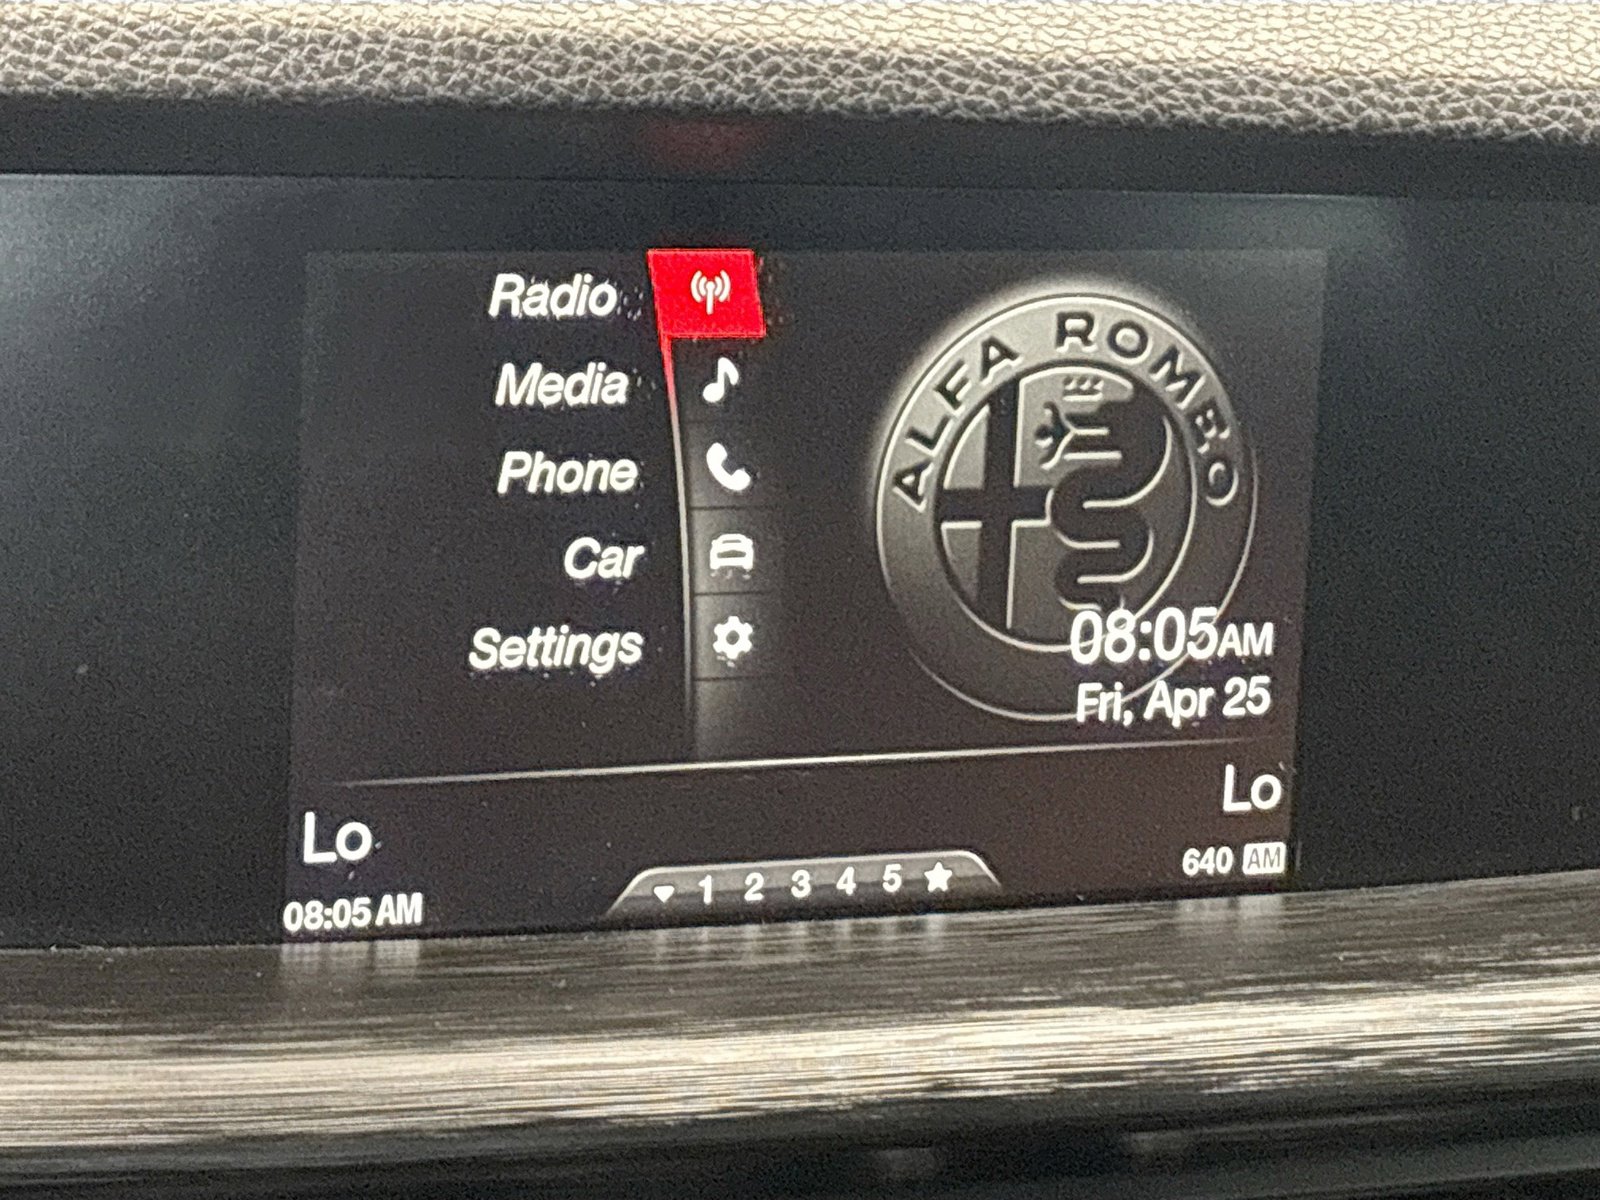 Radio
Media
Phone
Car
Settings
ALFA ROMEO
08:05AM
Fri, Apr 25
Lo
Lo
08:05 AM
1 2 3 4 5
640 AM